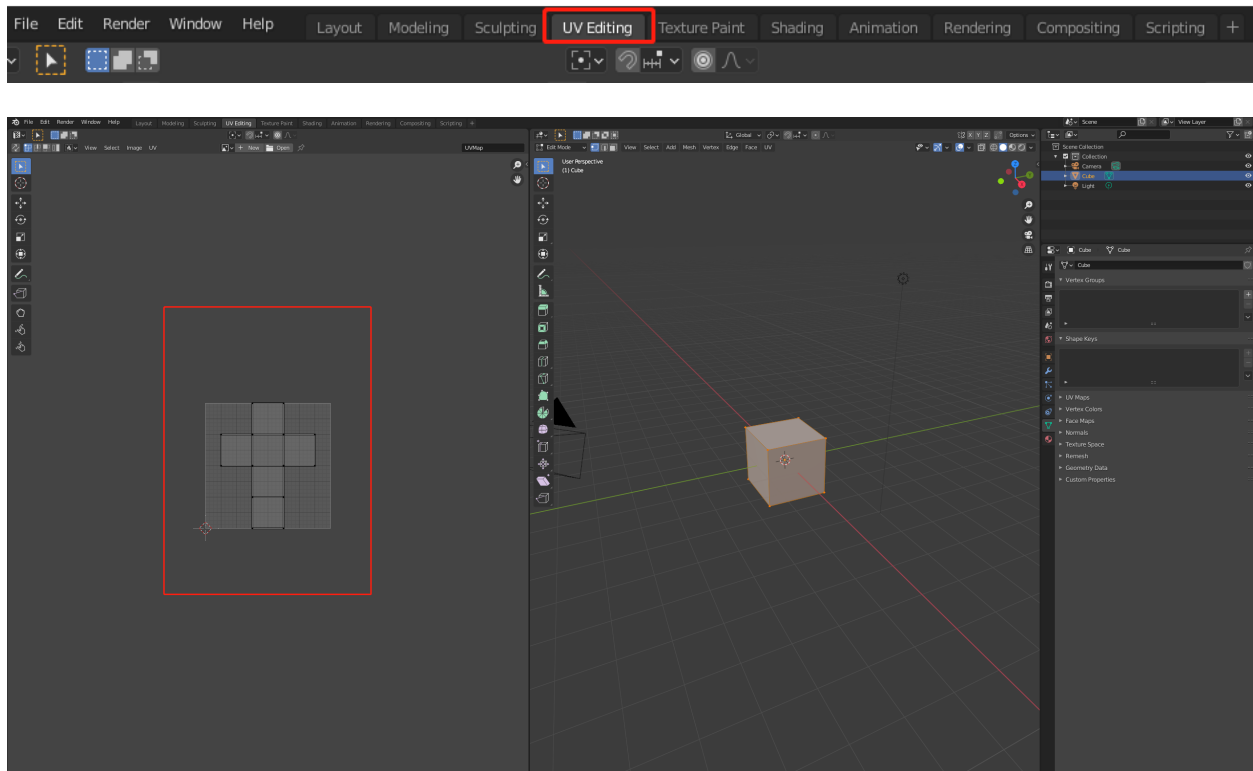 File Edit Render Window Help Layout Modeling Sculpting UV Editing Texture Paint Shading Animation Rendering Compositing Scripting +
File Edit Render Window Help Layout Modeling Sculpting UV Editing Texture Paint Shading Animation Rendering Compositing Scripting + Scene View Layer
Global Options
View Select Image UV + New Open UVMap Edit Mode View Select Add Mesh Vertex Edge Face UV
Scene Collection
Collection
Camera
Cube
Light
User Perspective
(1) Cube
X
Y
Z
Cube Cube
Cube
Vertex Groups
Shape Keys
UV Maps
Vertex Colors
Face Maps
Normals
Texture Space
Remesh
Geometry Data
Custom Properties